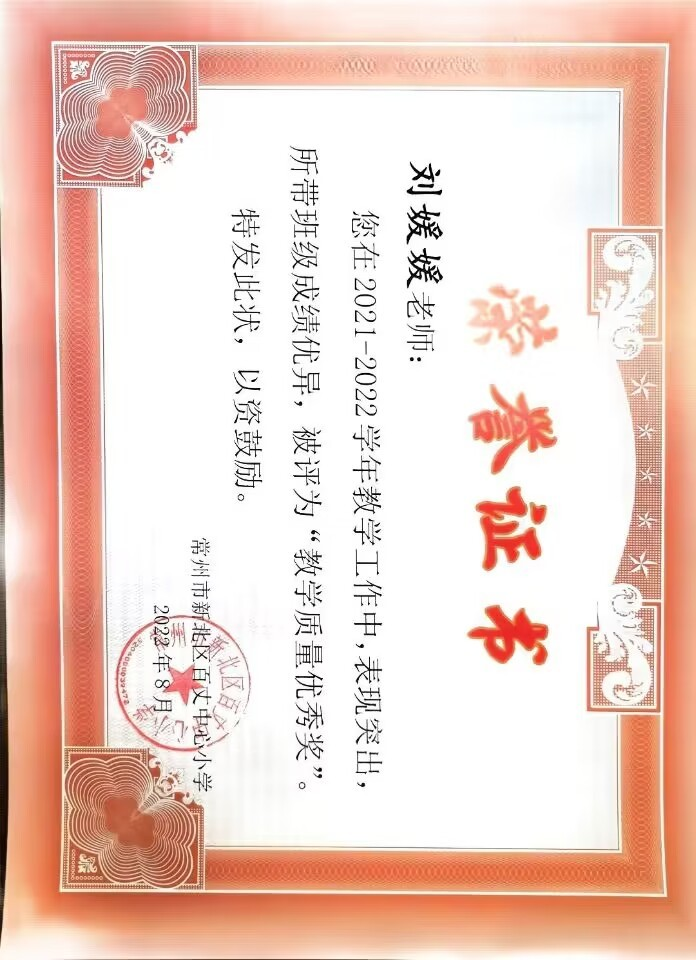 荣誉证书
刘媛媛老师：
您在2021-2022学年教学工作中，表现突出，
所带班级成绩优异，被评为“教学质量优秀奖”。
特发此状，以资鼓励。
常州市新北区百丈中心小学
2022年8月